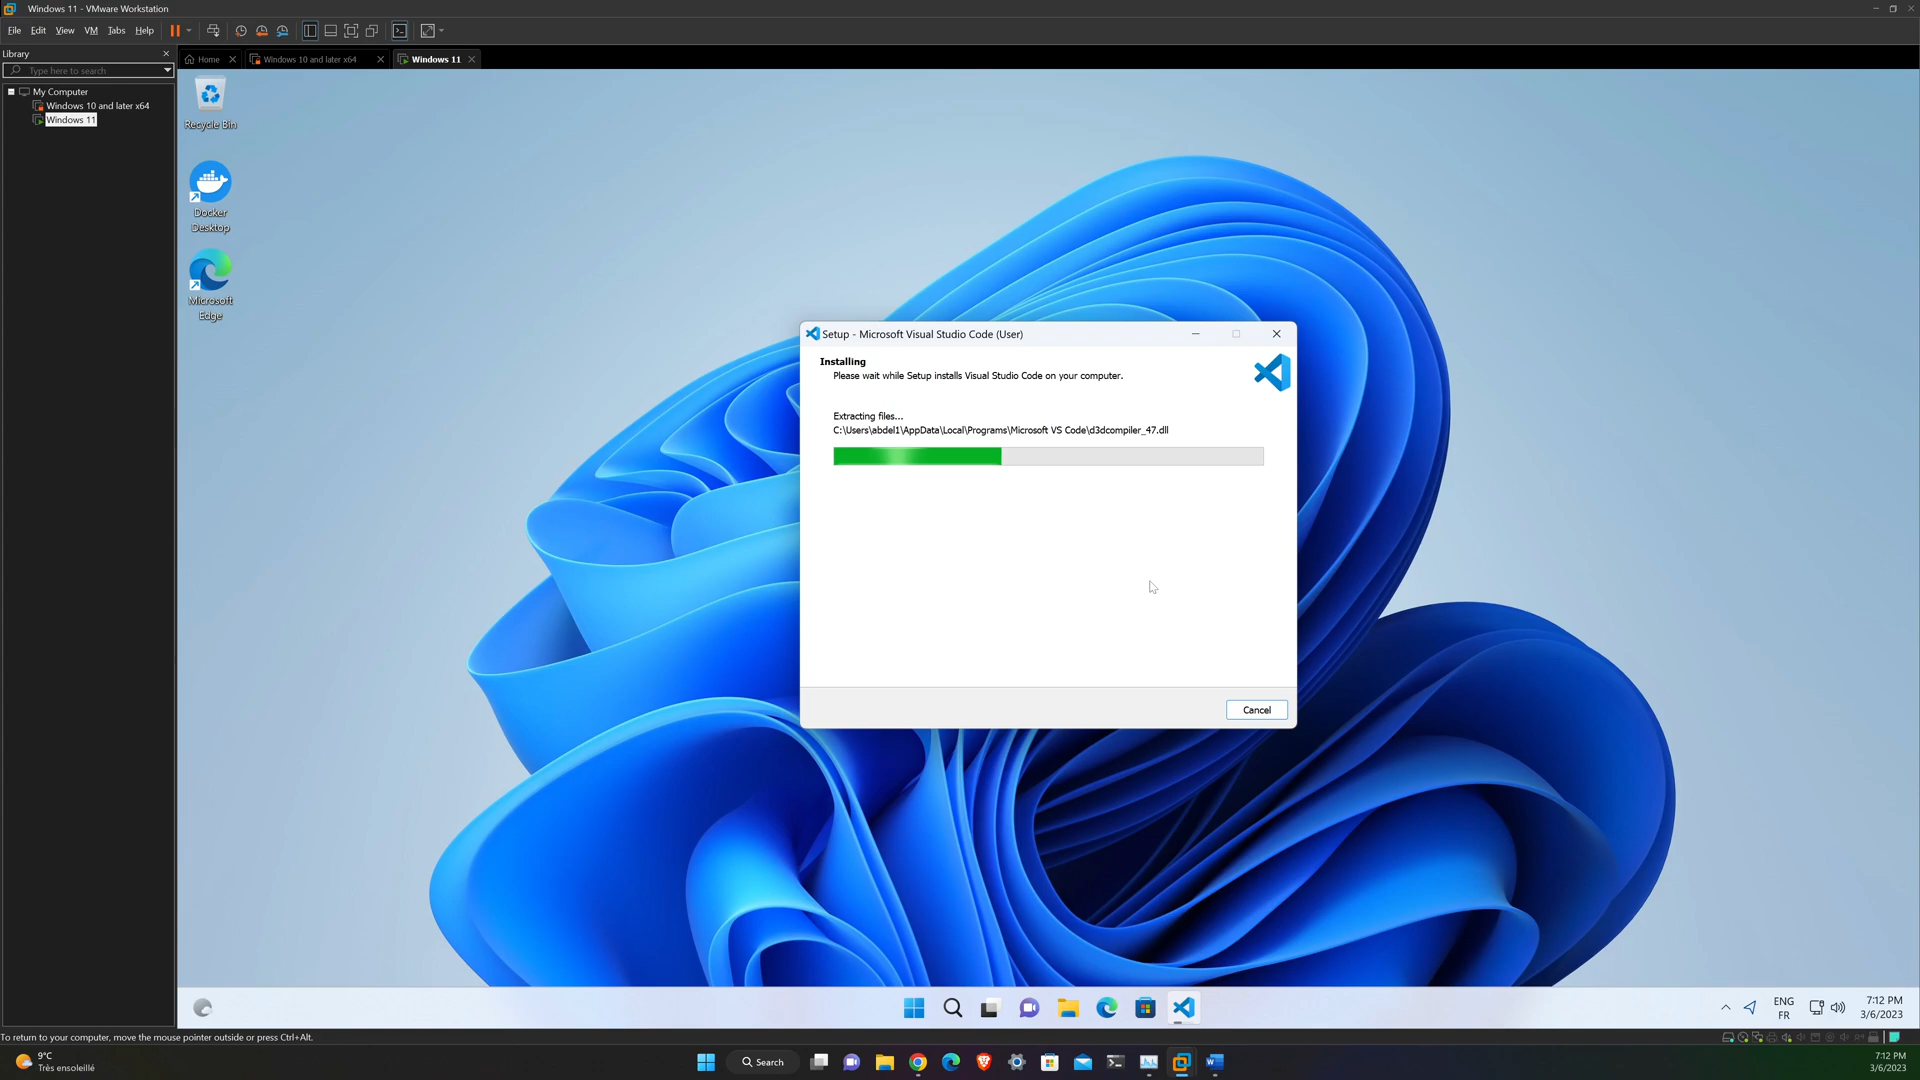 Windows 11 - VMware Workstation
File Edit View VM Tabs Help
Library
Type here to search
My Computer
Windows 10 and later x64
Windows 11
Home
Windows 10 and later x64
Windows 11
Recycle Bin
Docker
Desktop
Microsoft
Edge
Setup - Microsoft Visual Studio Code (User)
Installing
Please wait while Setup installs Visual Studio Code on your computer.
Extracting files...
C:\Users\abdel1\AppData\Local\Programs\Microsoft VS Code\d3dcompiler_47.dll
Cancel
ENG
FR
7:12 PM
3/6/2023
To return to your computer, move the mouse pointer outside or press Ctrl+Alt.
9°C
Très ensoleillé
Search
7:12 PM
3/6/2023